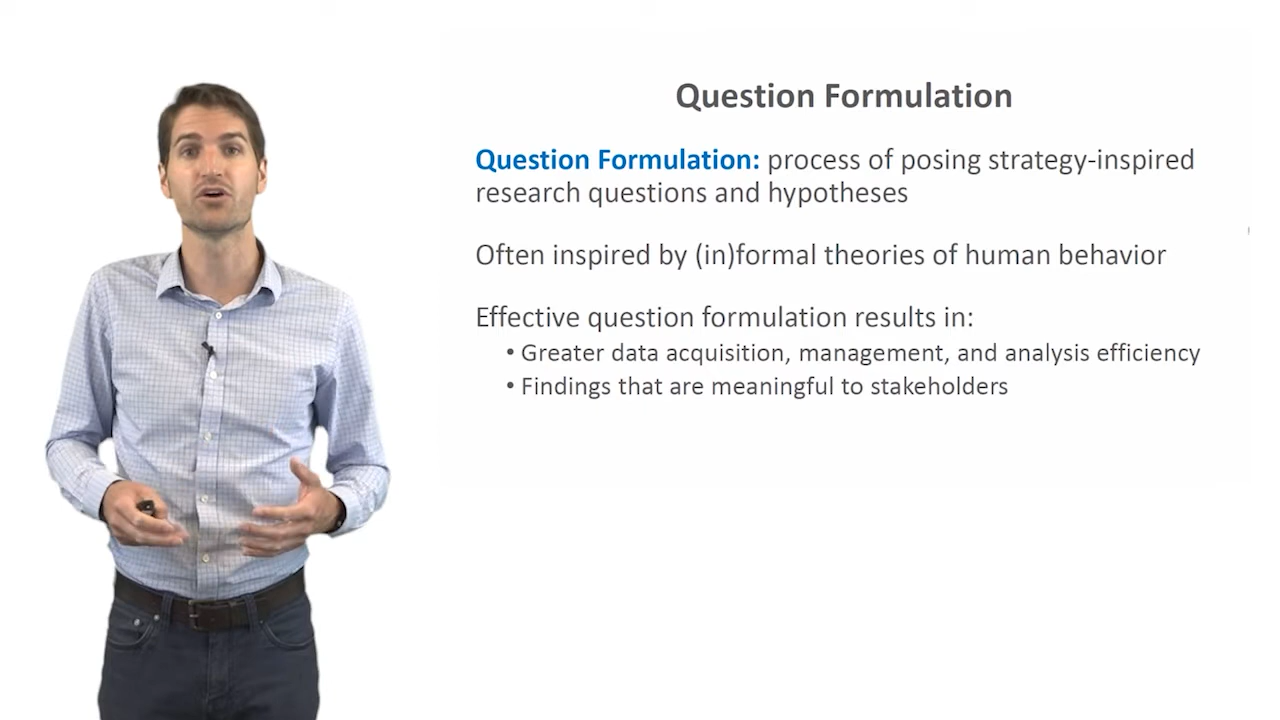 Question Formulation
Question Formulation: process of posing strategy-inspired
research questions and hypotheses
Often inspired by (in)formal theories of human behavior
Effective question formulation results in:
• Greater data acquisition, management, and analysis efficiency
• Findings that are meaningful to stakeholders